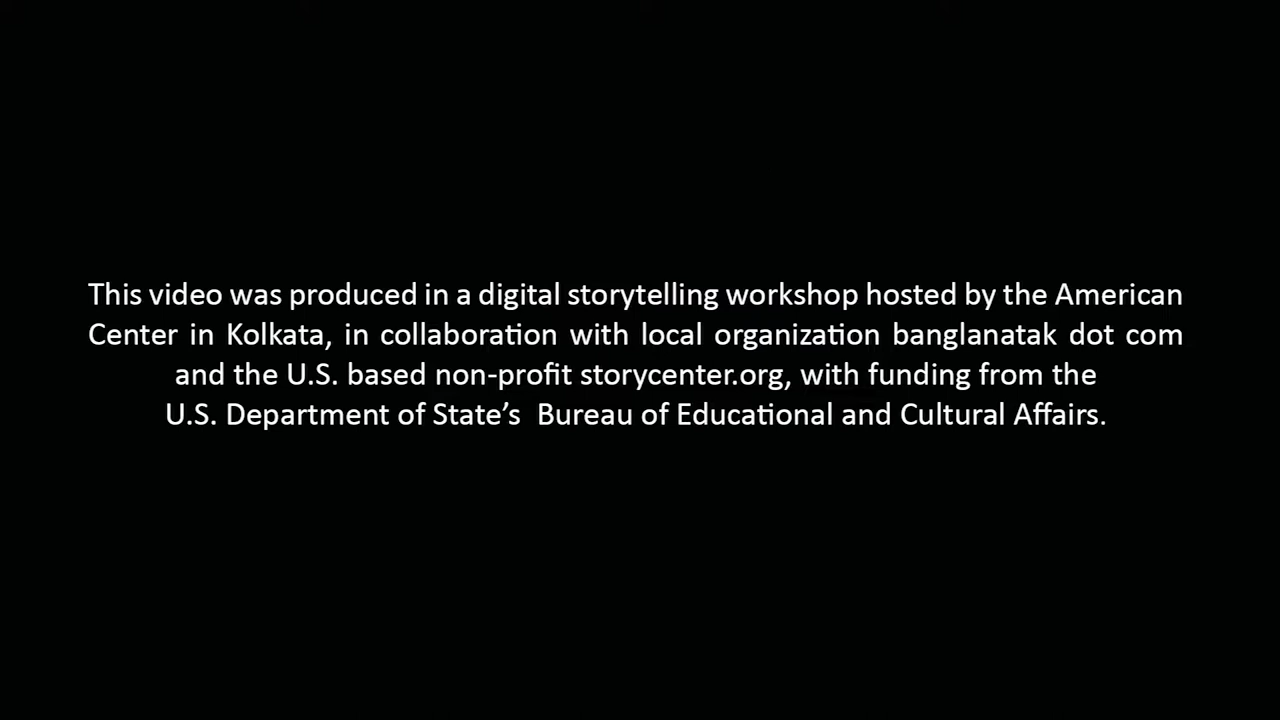 This video was produced in a digital storytelling workshop hosted by the American
Center in Kolkata, in collaboration with local organization banglanatak dot com
and the U.S. based non-profit storycenter.org, with funding from the
U.S. Department of State’s  Bureau of Educational and Cultural Affairs.